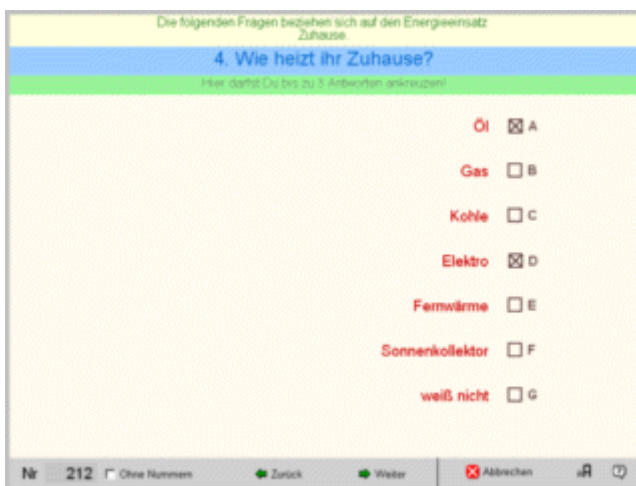 Die folgenden Fragen beziehen sich auf den Energieeinsatz
Zuhause.
4. Wie heizt ihr Zuhause?
Hier darfst Du bis zu 3 Antworten ankreuzen!
Öl A
Gas B
Kohle C
Elektro D
Fernwärme E
Sonnenkollektor F
weiß nicht G
Nr 212 Ohne Nummern Zurück Weiter Abbrechen AA ?